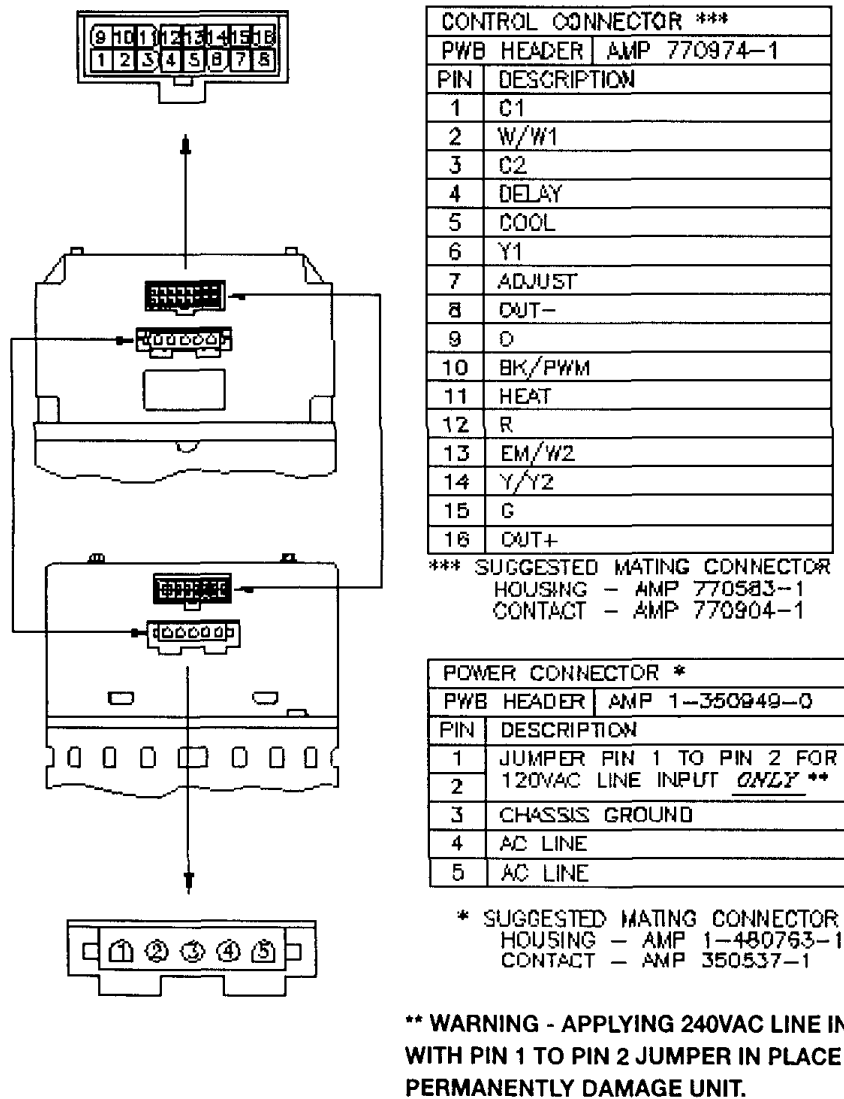 9 10 11 12 13 14 15 16
1 2 3 4 5 6 7 8
CONTROL CONNECTOR ***
PWB HEADER AMP 770974-1
PIN DESCRIPTION
1 C1
2 W/W1
3 C2
4 DELAY
5 COOL
6 Y1
7 ADJUST
8 OUT-
9 O
10 BK/PWM
11 HEAT
12 R
13 EM/W2
14 Y/Y2
15 G
16 OUT+
*** SUGGESTED MATING CONNECTOR
HOUSING - AMP 770583-1
CONTACT - AMP 770904-1
POWER CONNECTOR *
PWB HEADER AMP 1-350949-0
PIN DESCRIPTION
1 JUMPER PIN 1 TO PIN 2 FOR
2 120VAC LINE INPUT ONLY **
3 CHASSIS GROUND
4 AC LINE
5 AC LINE
* SUGGESTED MATING CONNECTOR
HOUSING - AMP 1-480763-1
CONTACT - AMP 350537-1
1 2 3 4 5
** WARNING - APPLYING 240VAC LINE IN
WITH PIN 1 TO PIN 2 JUMPER IN PLACE
PERMANENTLY DAMAGE UNIT.